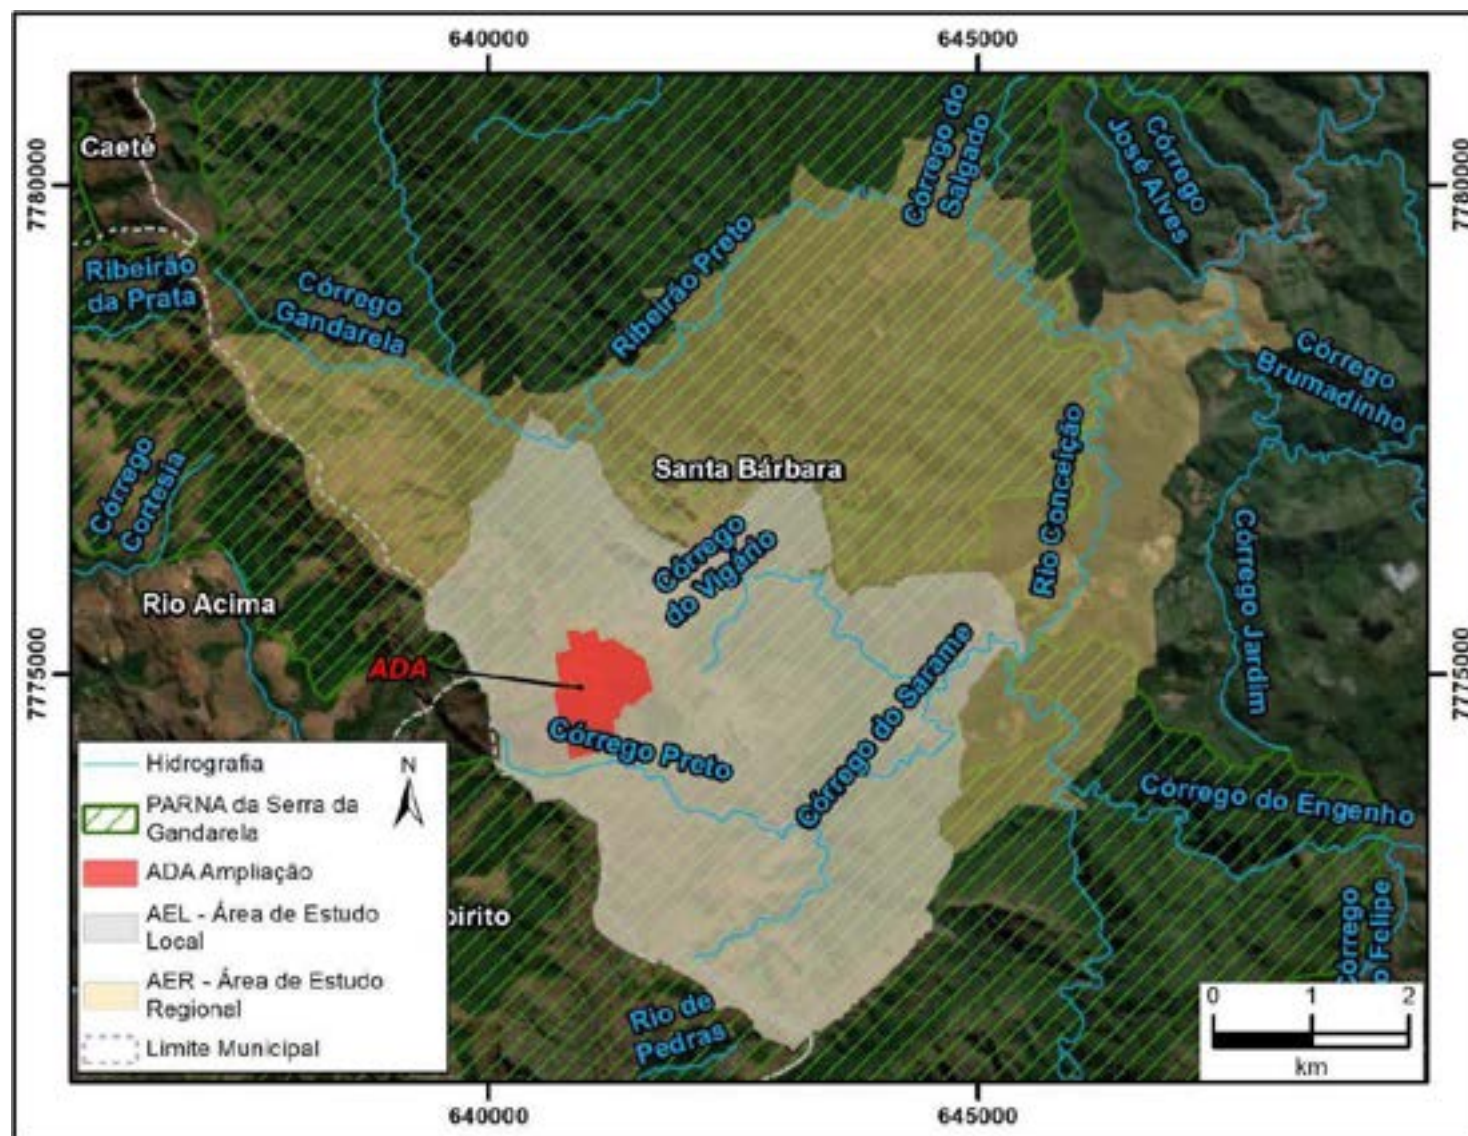 640000
645000
Caeté
7780000
7780000
Córrego do
Salgado
Córrego
José Alves
Ribeirão
da Prata
Córrego
Gandarela
Ribeirão Preto
Córrego
Brumadinho
Córrego
Cortesia
Santa Bárbara
Córrego
do Vigário
Rio Conceição
Córrego Jardim
Rio Acima
7775000
7775000
ADA
Córrego Preto
Córrego do Sarame
Córrego do Engenho
Hidrografia
N
PARNA da Serra da
Gandarela
ADA Ampliação
AEL - Área de Estudo
Local
AER - Área de Estudo
Regional
Limite Municipal
pirito
Rio de
Pedras
Córrego
o Felipe
0 1 2
km
640000
645000